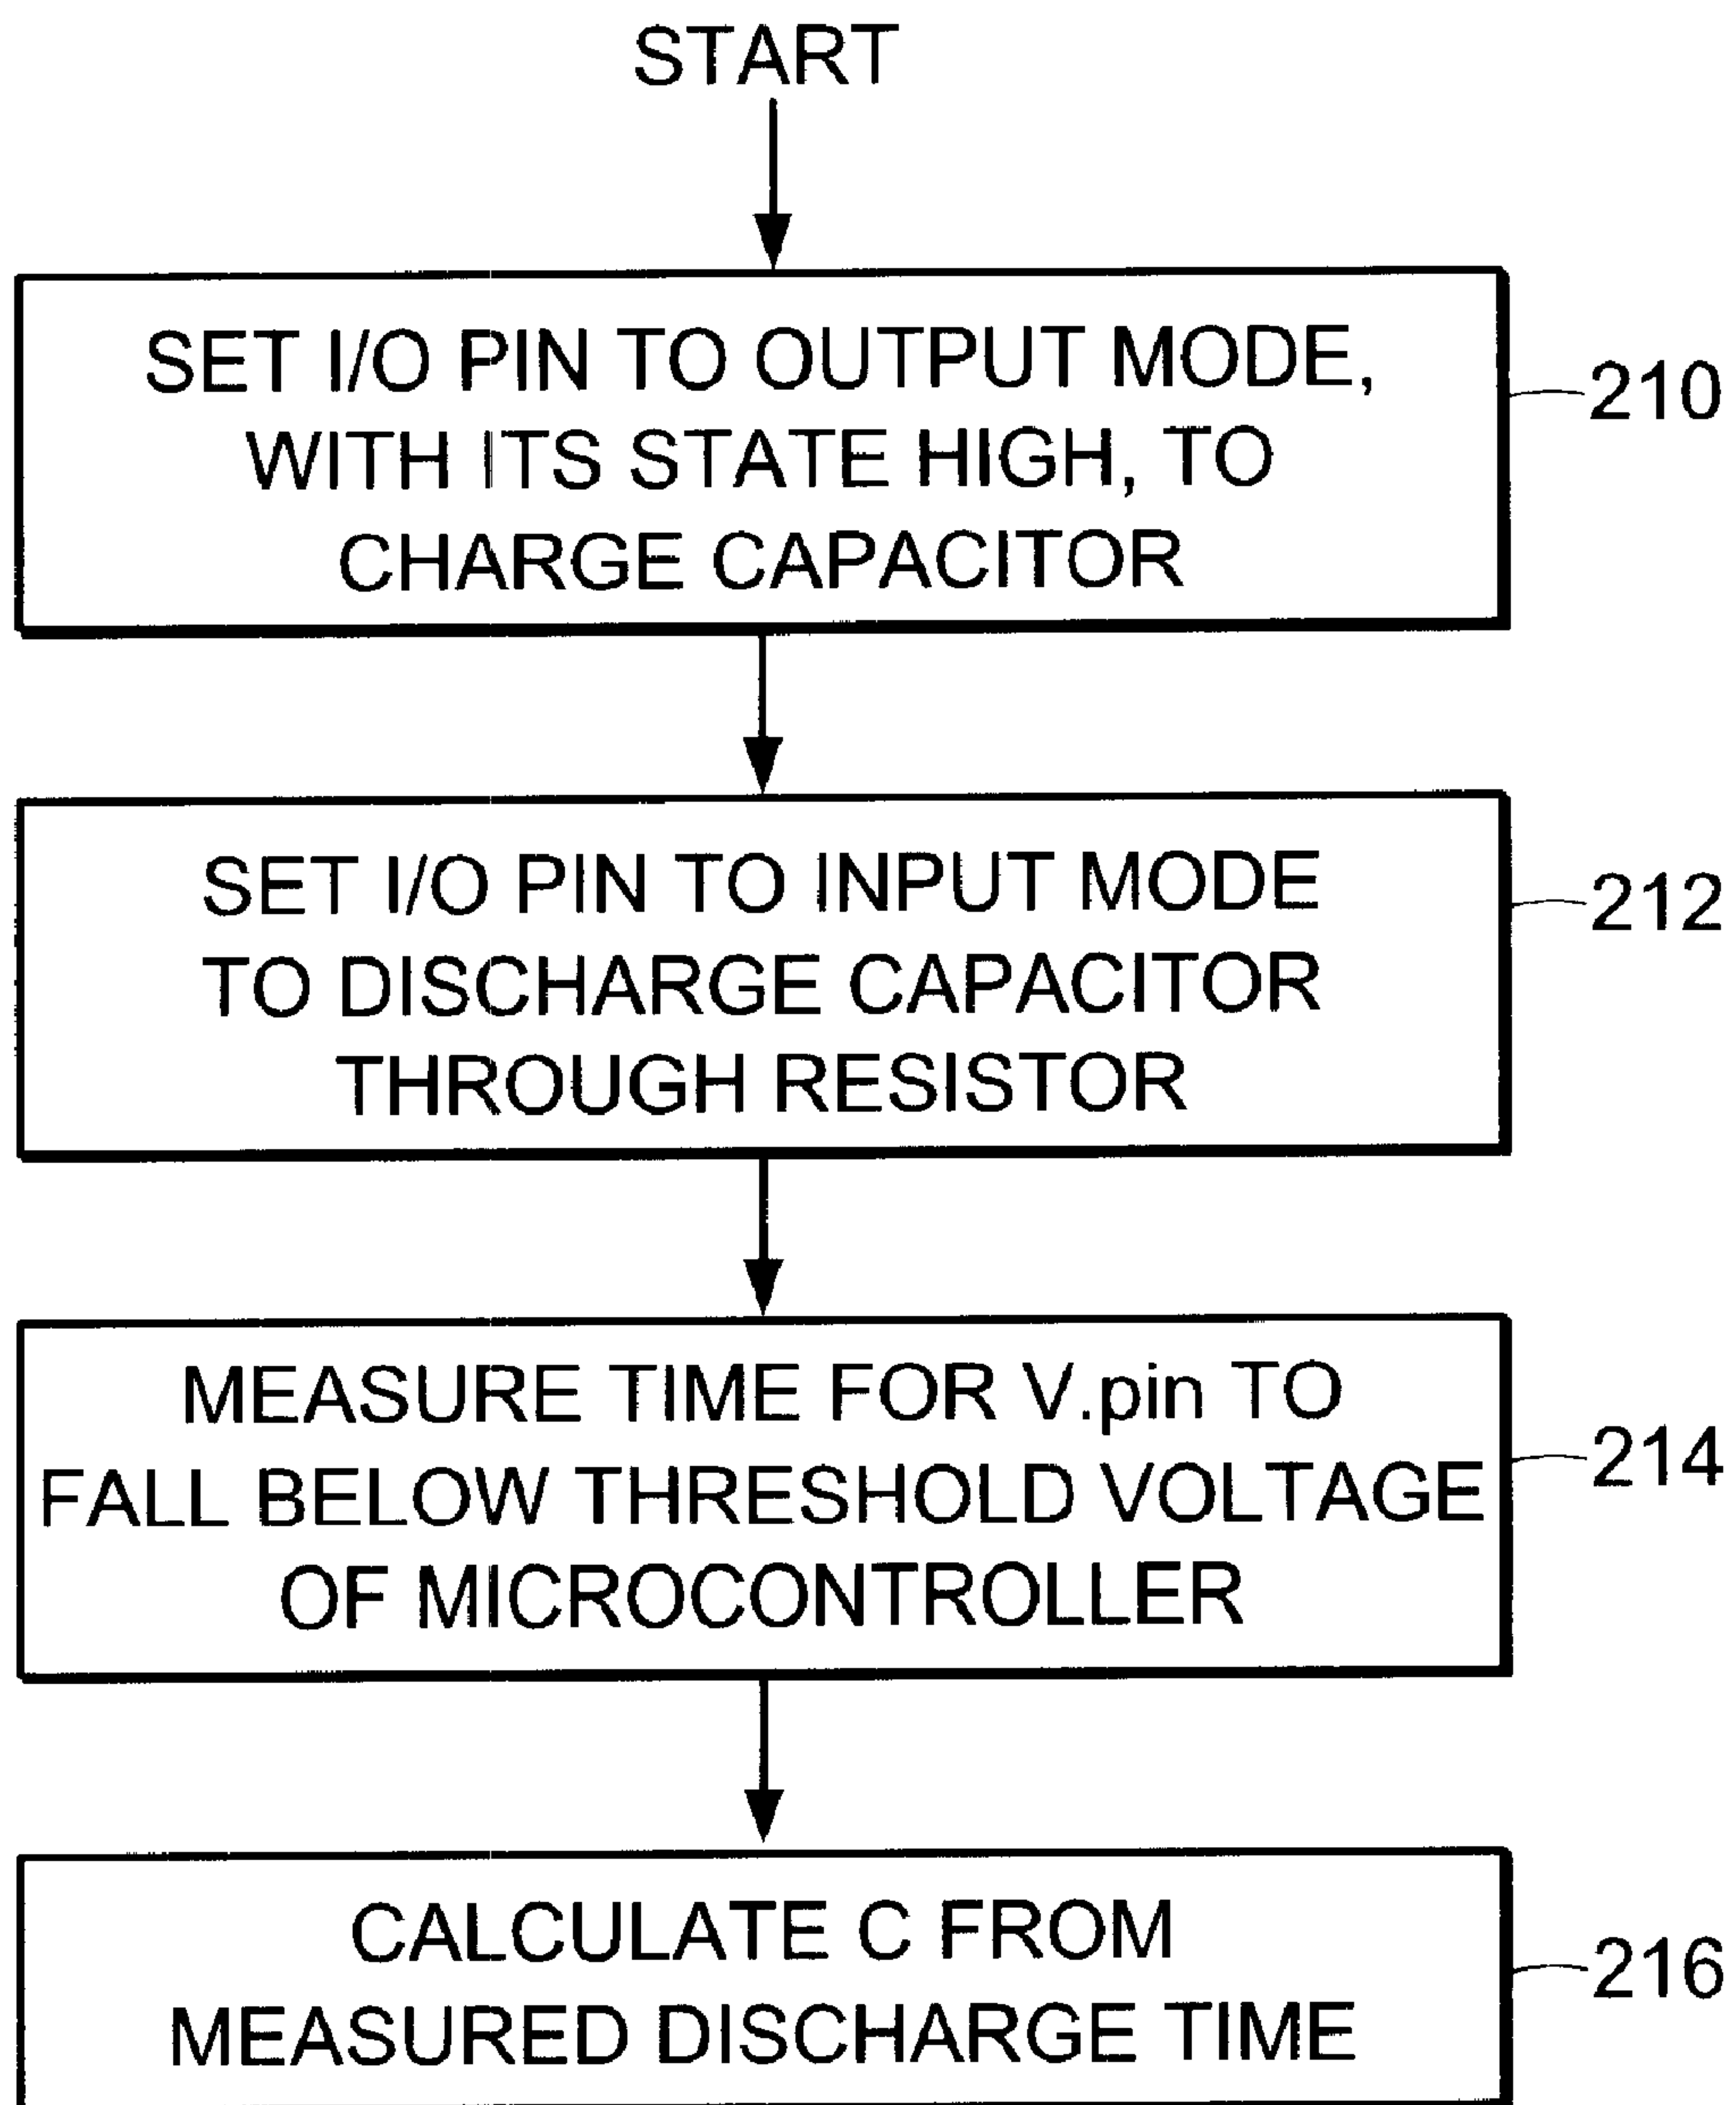 START
SET I/O PIN TO OUTPUT MODE,
WITH ITS STATE HIGH, TO
CHARGE CAPACITOR
210
SET I/O PIN TO INPUT MODE
TO DISCHARGE CAPACITOR
THROUGH RESISTOR
212
MEASURE TIME FOR V.pin TO
FALL BELOW THRESHOLD VOLTAGE
OF MICROCONTROLLER
214
CALCULATE C FROM
MEASURED DISCHARGE TIME
216